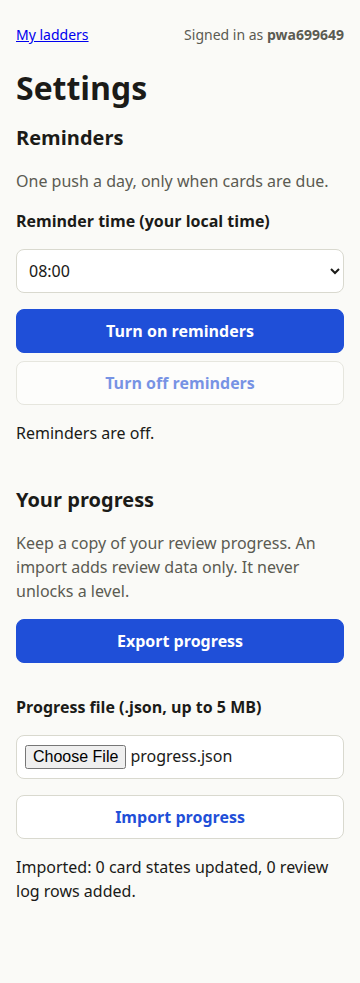 My ladders
Signed in as pwa699649
Settings
Reminders
One push a day, only when cards are due.
Reminder time (your local time)
08:00
Turn on reminders
Turn off reminders
Reminders are off.
Your progress
Keep a copy of your review progress. An
import adds review data only. It never
unlocks a level.
Export progress
Progress file (.json, up to 5 MB)
Choose File progress.json
Import progress
Imported: 0 card states updated, 0 review
log rows added.